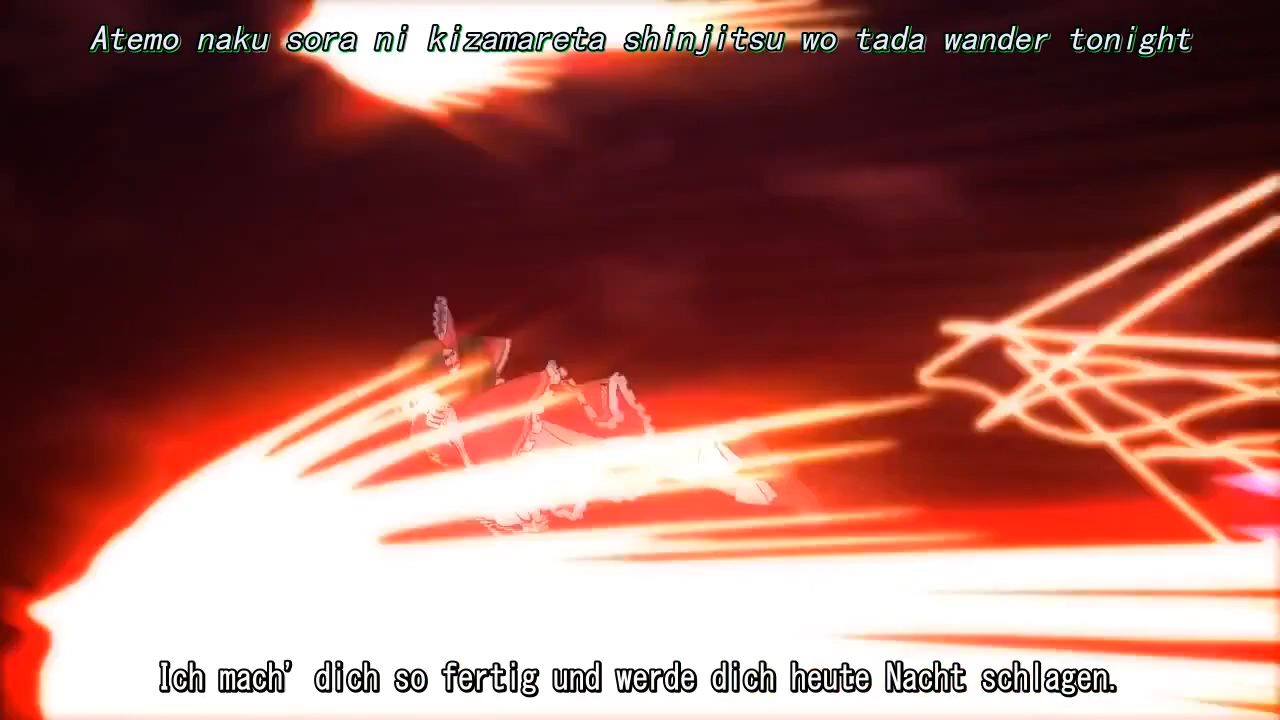 Atemo naku sora ni kizamareta shinjitsu wo tada wander tonight
Ich mach' dich so fertig und werde dich heute Nacht schlagen.